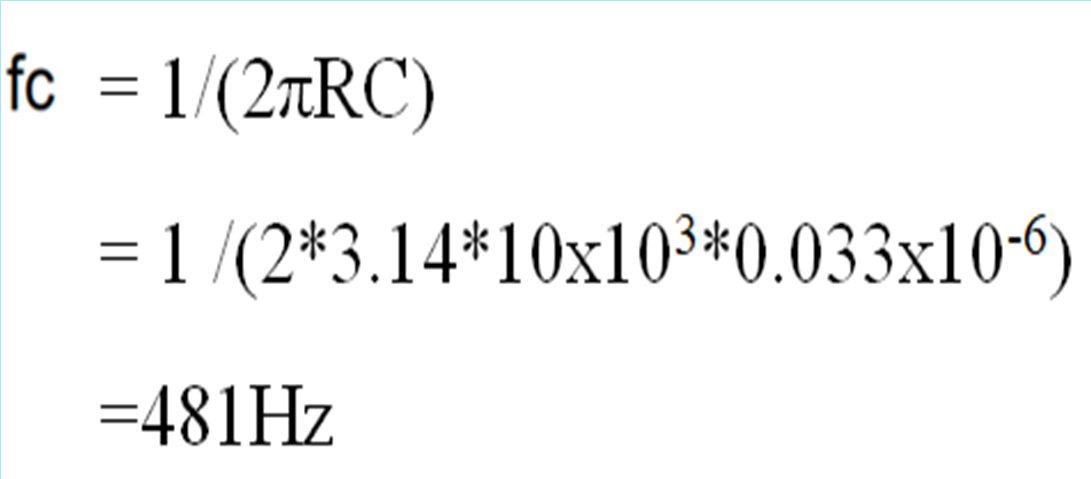 fc = 1/(2πRC)
= 1 /(2*3.14*10x10³*0.033x10⁻⁶)
=481Hz